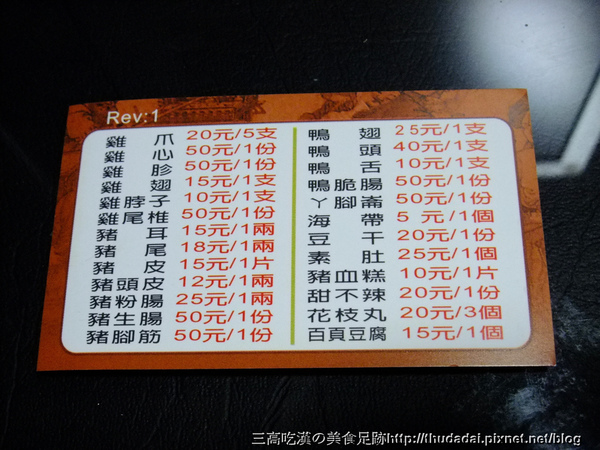 Rev:1
雞爪 20元/5支
雞心 50元/1份
雞胗 50元/1份
雞翅 15元/1支
雞脖子 10元/1支
雞尾椎 50元/1份
豬耳 15元/1兩
豬尾 18元/1兩
豬皮 15元/1片
豬頭皮 12元/1兩
豬粉腸 25元/1兩
豬生腸 50元/1份
豬腳筋 50元/1份
鴨翅 25元/1支
鴨頭 40元/1支
鴨舌 10元/1支
鴨脆腸 50元/1份
ㄚ腳崙 50元/1份
海帶 5元/1個
豆干 20元/1份
素肚 25元/1個
豬血糕 10元/1片
甜不辣 20元/1份
花枝丸 20元/3個
百頁豆腐 15元/1個
三高吃漢の美食足跡http://thudadai.pixnet.net/blog